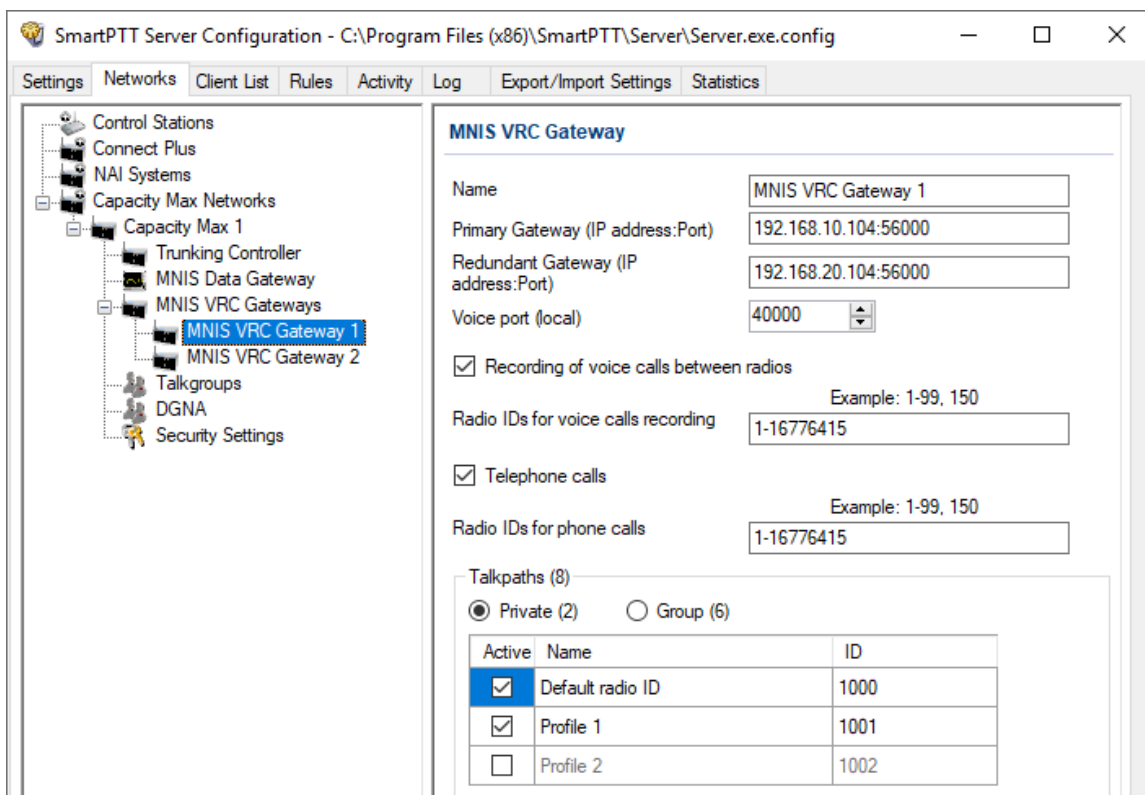 SmartPTT Server Configuration - C:\Program Files (x86)\SmartPTT\Server\Server.exe.config
Settings Networks Client List Rules Activity Log Export/Import Settings Statistics
Control Stations
Connect Plus
NAI Systems
Capacity Max Networks
Capacity Max 1
Trunking Controller
MNIS Data Gateway
MNIS VRC Gateways
MNIS VRC Gateway 1
MNIS VRC Gateway 2
Talkgroups
DGNA
Security Settings
MNIS VRC Gateway
Name MNIS VRC Gateway 1
Primary Gateway (IP address:Port) 192.168.10.104:56000
Redundant Gateway (IP
address:Port) 192.168.20.104:56000
Voice port (local) 40000
Recording of voice calls between radios
Example: 1-99, 150
Radio IDs for voice calls recording 1-16776415
Telephone calls
Example: 1-99, 150
Radio IDs for phone calls 1-16776415
Talkpaths (8)
Private (2) Group (6)
Active Name ID
Default radio ID 1000
Profile 1 1001
Profile 2 1002